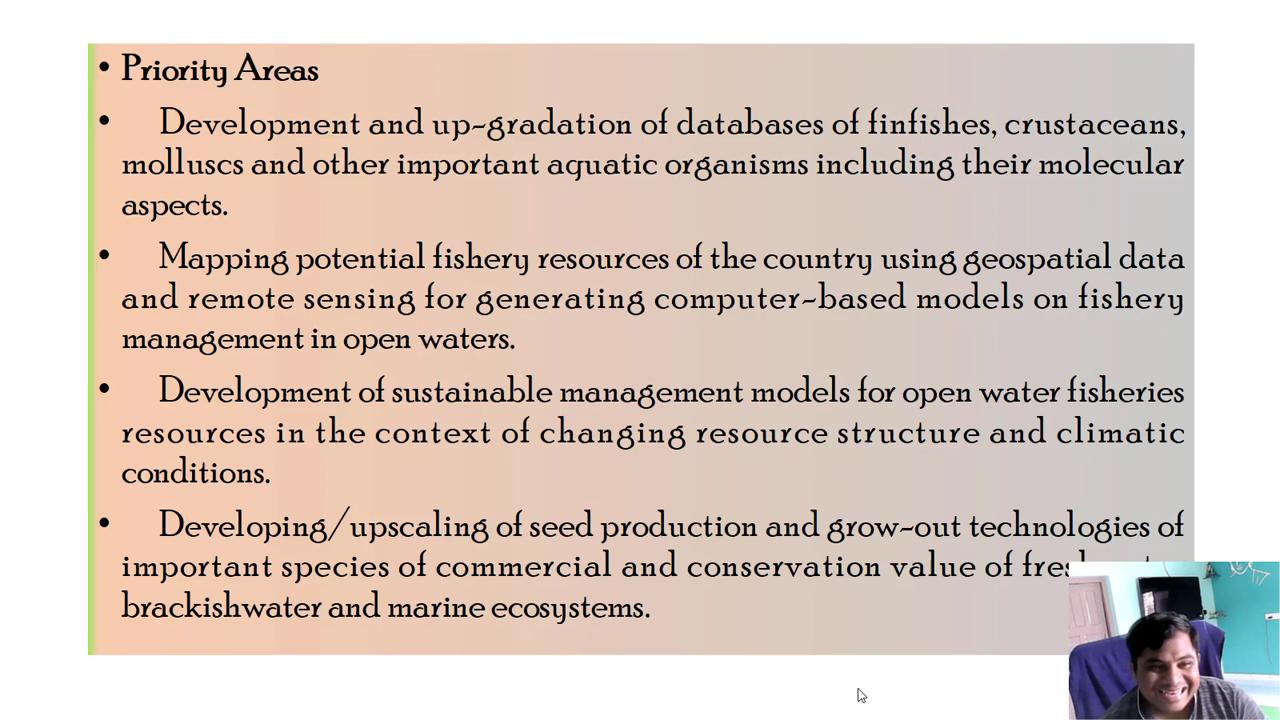 • Priority Areas
• Development and up-gradation of databases of finfishes, crustaceans,
molluscs and other important aquatic organisms including their molecular
aspects.
• Mapping potential fishery resources of the country using geospatial data
and remote sensing for generating computer-based models on fishery
management in open waters.
• Development of sustainable management models for open water fisheries
resources in the context of changing resource structure and climatic
conditions.
• Developing/upscaling of seed production and grow-out technologies of
important species of commercial and conservation value of
brackishwater and marine ecosystems.